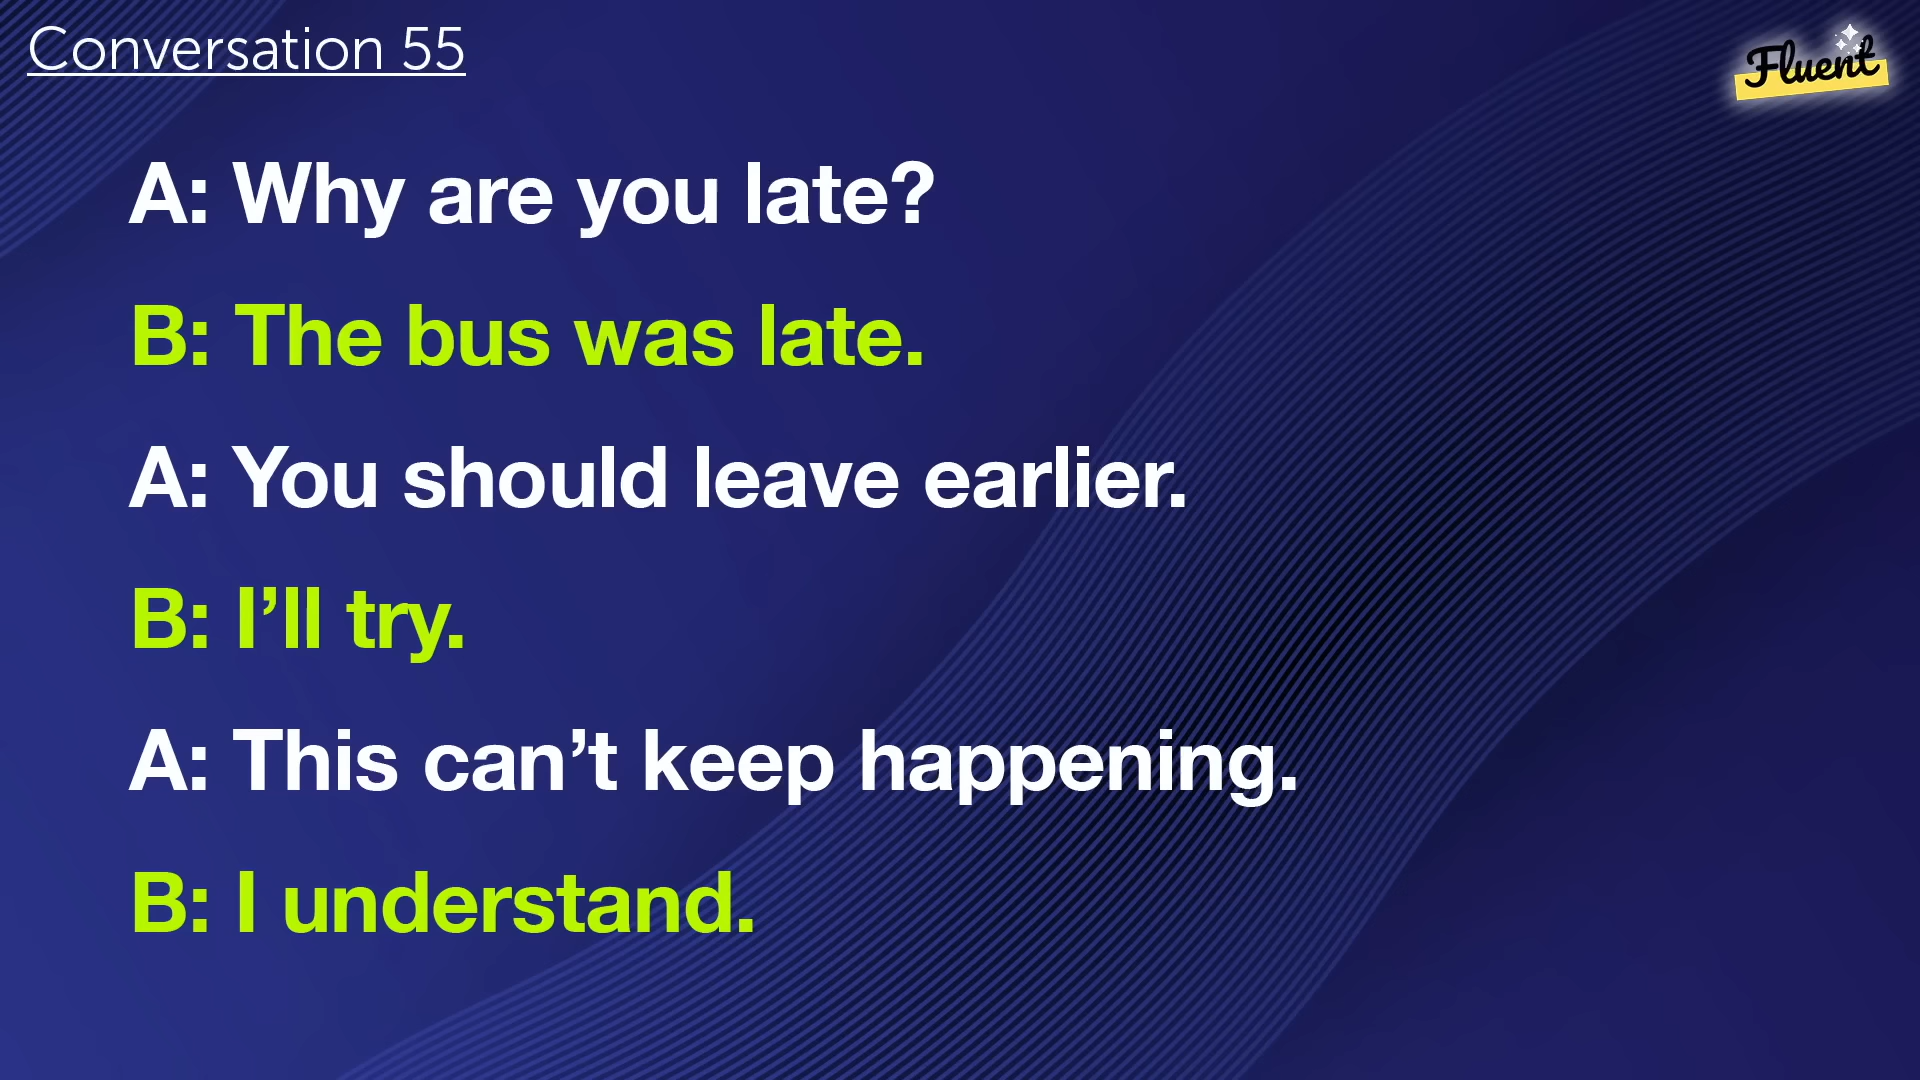 Conversation 55
Fluent
A: Why are you late?
B: The bus was late.
A: You should leave earlier.
B: I’ll try.
A: This can’t keep happening.
B: I understand.